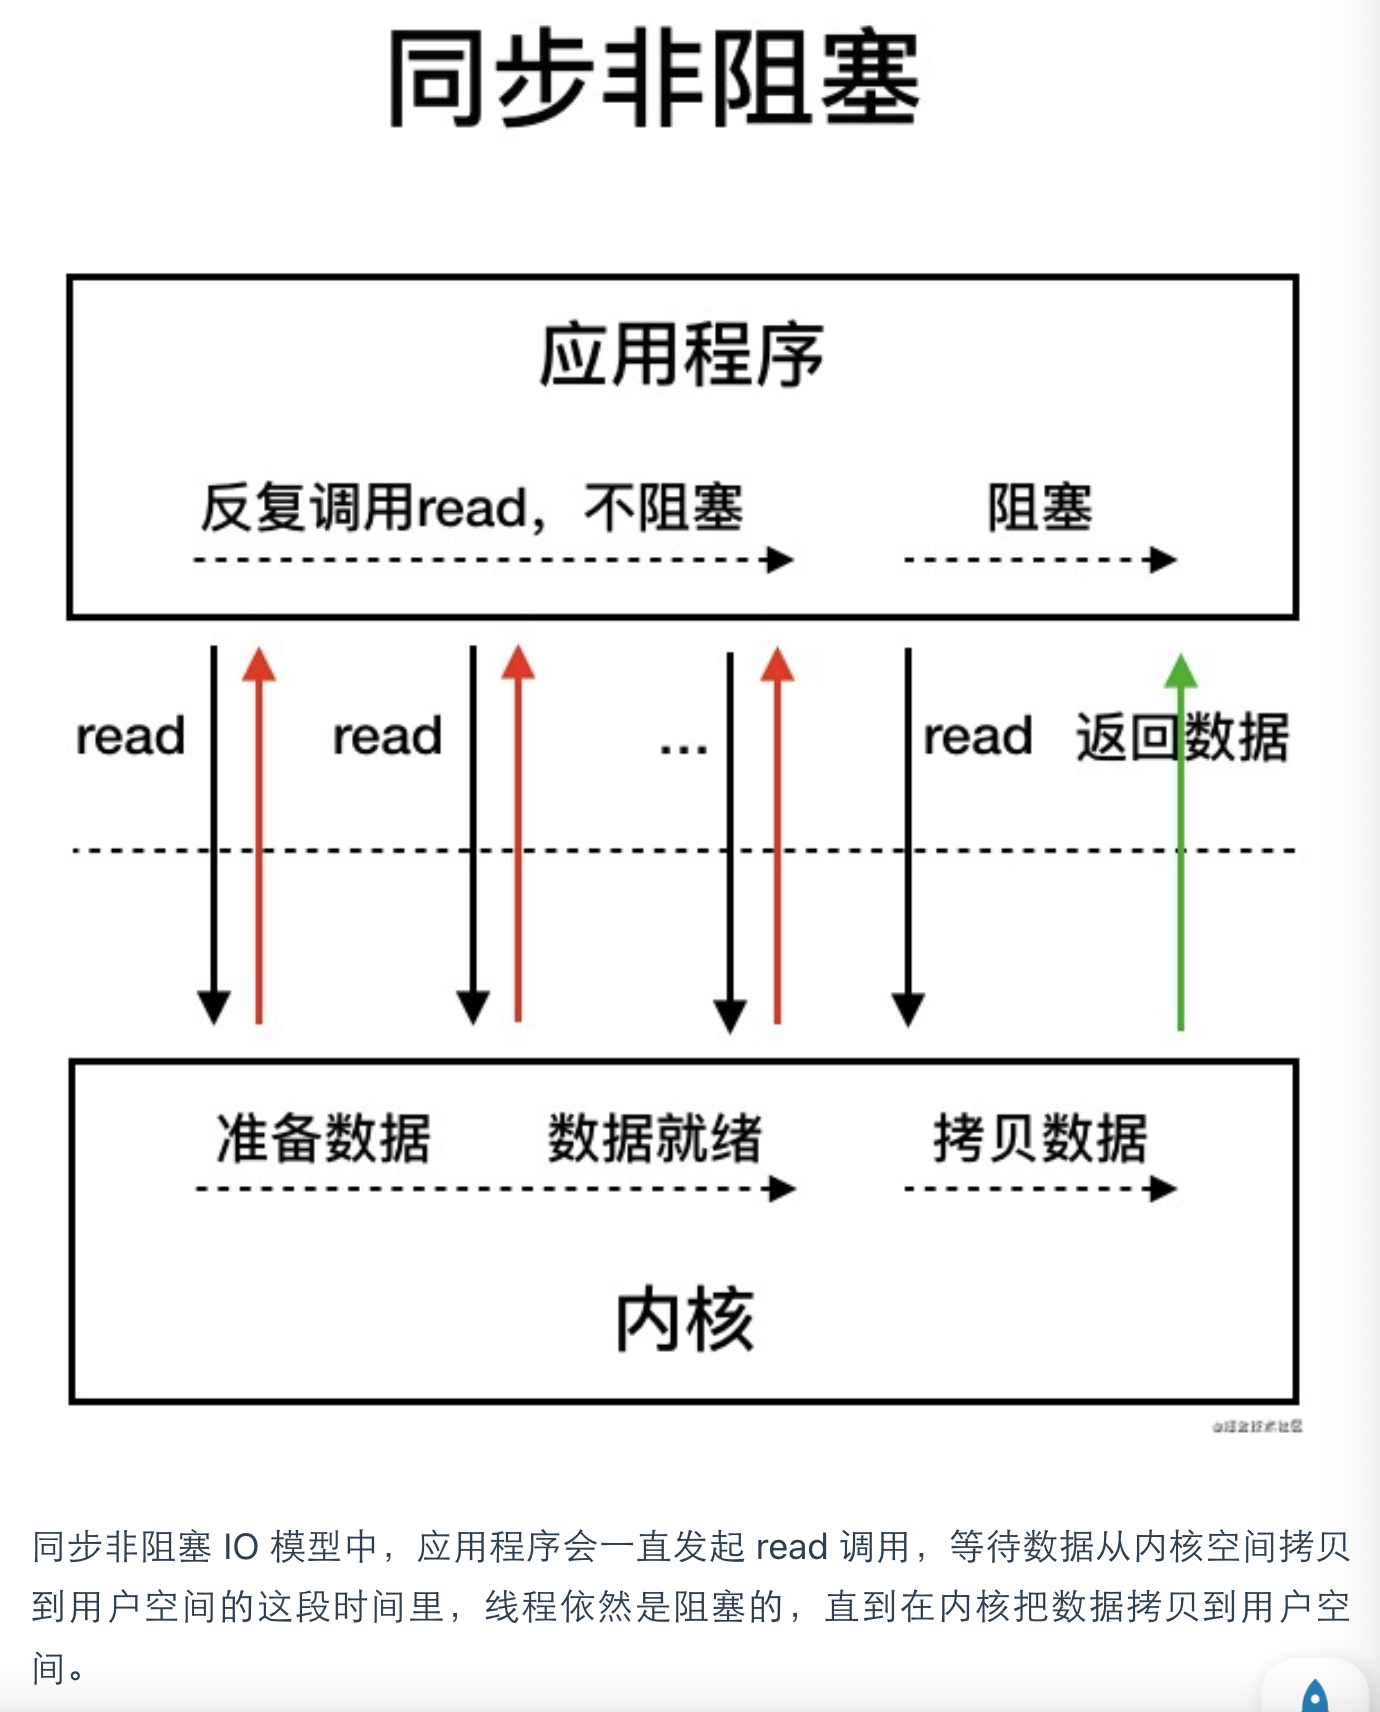 同步非阻塞
应用程序
反复调用read，不阻塞
阻塞
read
read
...
read
返回数据
准备数据
数据就绪
拷贝数据
内核
@掘金技术社区
同步非阻塞 IO 模型中，应用程序会一直发起 read 调用，等待数据从内核空间拷贝
到用户空间的这段时间里，线程依然是阻塞的，直到在内核把数据拷贝到用户空
间。